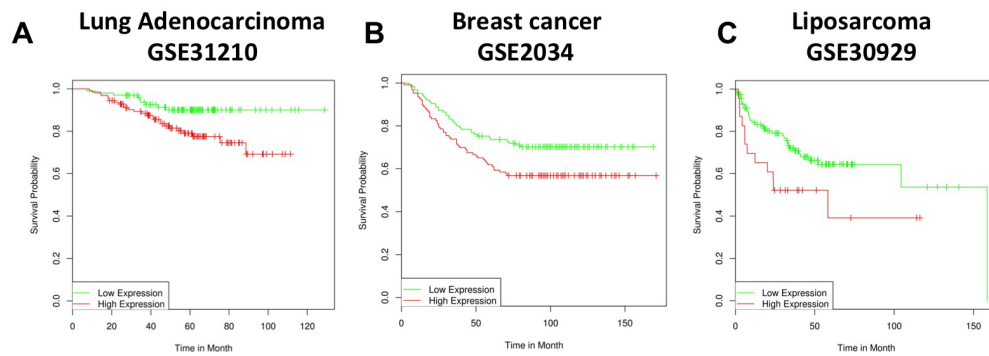 A
Lung Adenocarcinoma
GSE31210
Survival Probability
1.0
0.8
0.6
0.4
0.2
0.0
Low Expression
High Expression
0 20 40 60 80 100 120
Time in Month
B
Breast cancer
GSE2034
Survival Probability
1.0
0.8
0.6
0.4
0.2
0.0
Low Expression
High Expression
0 50 100 150
Time in Month
C
Liposarcoma
GSE30929
Survival Probability
1.0
0.8
0.6
0.4
0.2
0.0
Low Expression
High Expression
0 50 100 150
Time in Month